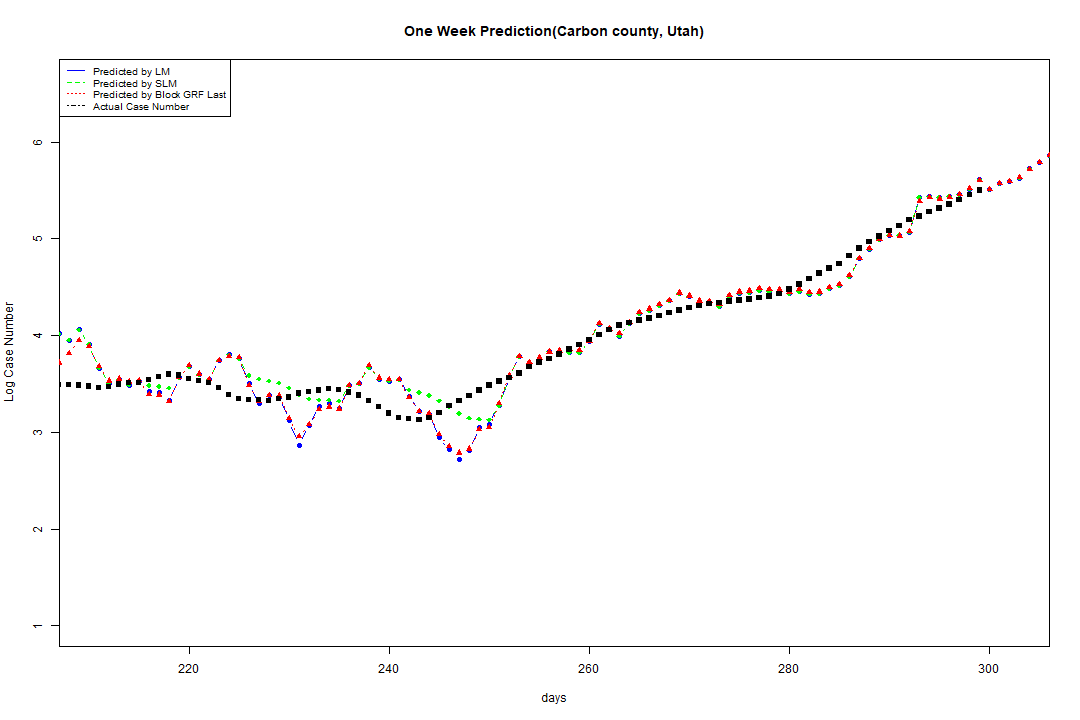 One Week Prediction(Carbon county, Utah)
Predicted by LM
Predicted by SLM
Predicted by Block GRF Last
Actual Case Number
6
5
4
3
2
1
Log Case Number
220 240 260 280 300
days